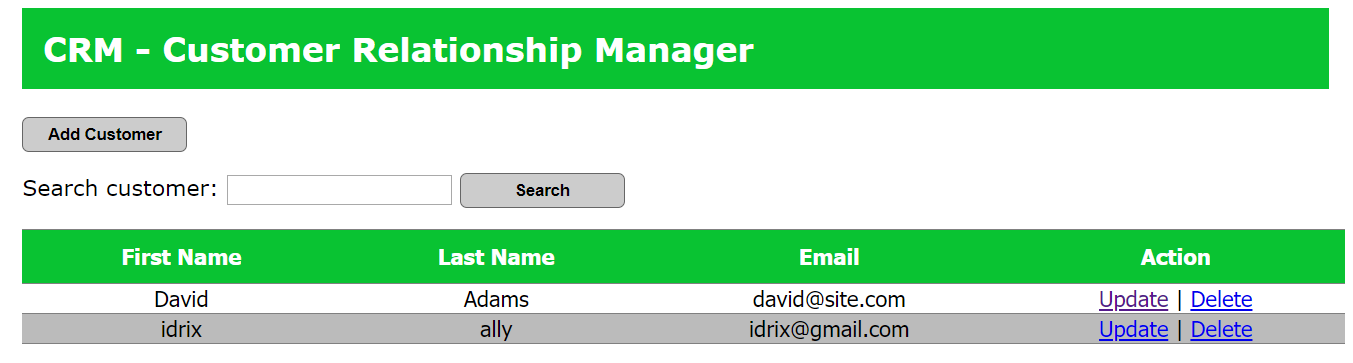 CRM - Customer Relationship Manager
Add Customer
Search customer: Search
First Name Last Name Email Action
David Adams david@site.com Update | Delete
idrix ally idrix@gmail.com Update | Delete